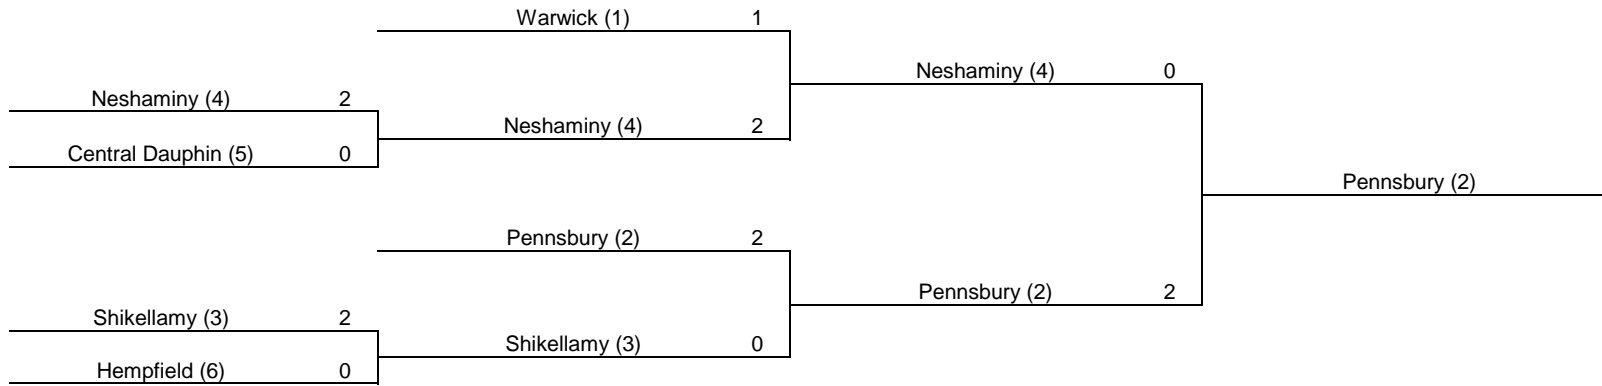 Warwick (1) 1
Neshaminy (4) 0
Neshaminy (4) 2
Neshaminy (4) 2
Central Dauphin (5) 0
Pennsbury (2)
Pennsbury (2) 2
Pennsbury (2) 2
Shikellamy (3) 2
Shikellamy (3) 0
Hempfield (6) 0